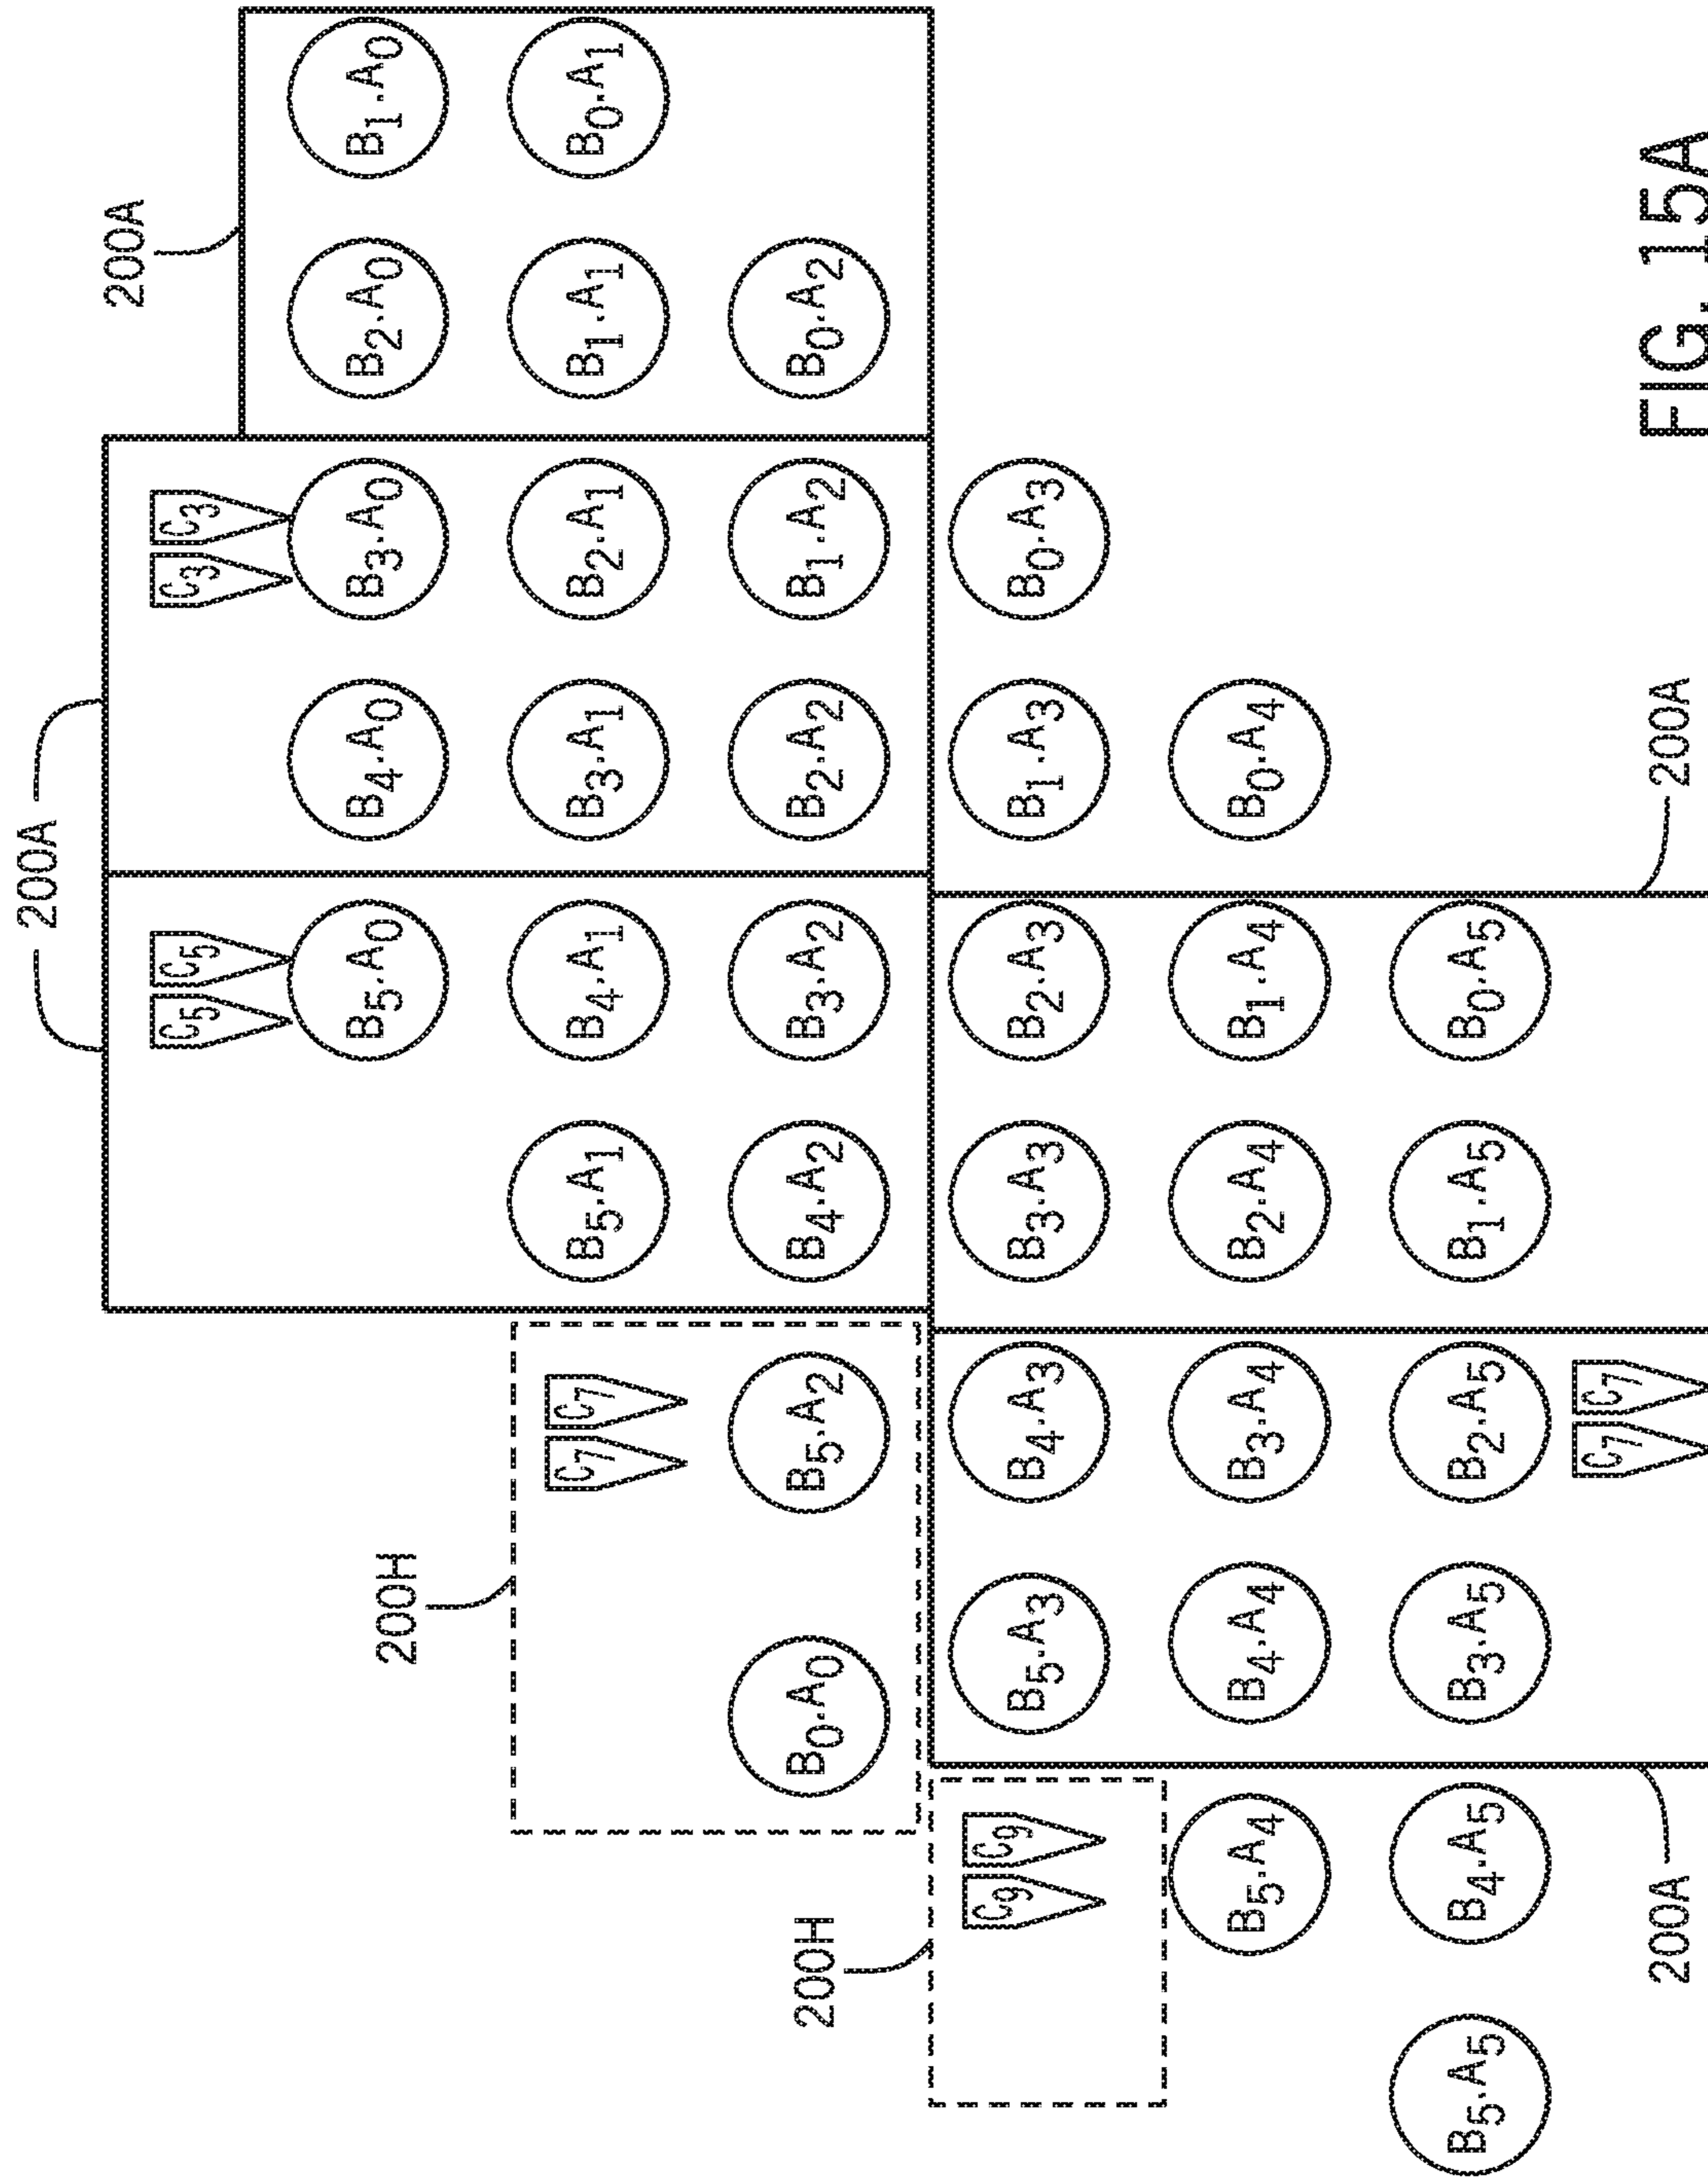 200A
200A
C5 C5 C3 C3
B5·A0 B4·A0 B3·A0 B2·A0 B1·A0
200H
C7 C7
B5·A1 B4·A1 B3·A1 B2·A1 B1·A1 B0·A1
200H
B0·A0 B5·A2 B4·A2 B3·A2 B2·A2 B1·A2 B0·A2
C9 C9
B5·A3 B4·A3 B3·A3 B2·A3 B1·A3 B0·A3
B5·A4 B4·A4 B3·A4 B2·A4 B1·A4 B0·A4
B5·A5 B4·A5 B3·A5 B2·A5 B1·A5 B0·A5
C7 C7
200A 200A
FIG. 15A